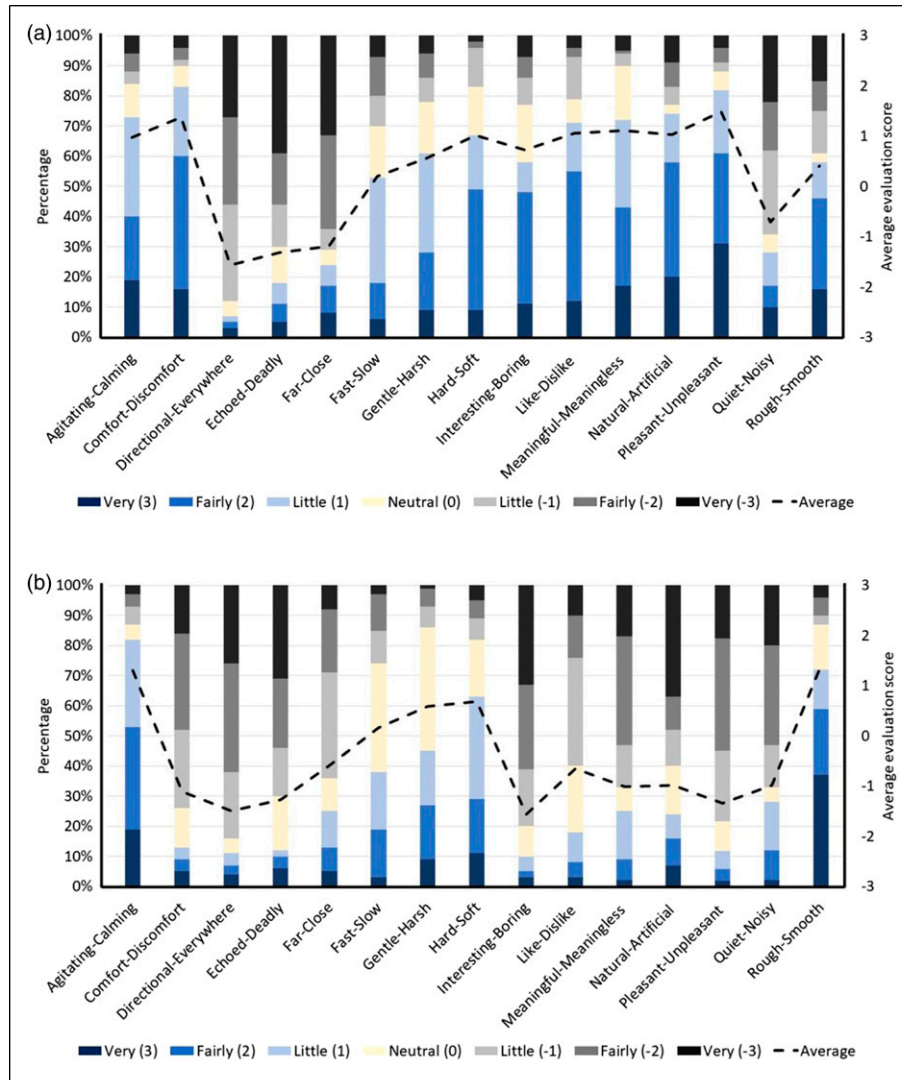 (a)
100%
90%
80%
70%
60%
50%
40%
30%
20%
10%
0%
Percentage
3
2
1
0
-1
-2
-3
Average evaluation score
Agitating-Calming
Comfort-Discomfort
Directional-Everywhere
Echoed-Deadly
Far-Close
Fast-Slow
Gentle-Harsh
Hard-Soft
Interesting-Boring
Like-Dislike
Meaningful-Meaningless
Natural-Artificial
Pleasant-Unpleasant
Quiet-Noisy
Rough-Smooth
Very (3) Fairly (2) Little (1) Neutral (0) Little (-1) Fairly (-2) Very (-3) Average
(b)
100%
90%
80%
70%
60%
50%
40%
30%
20%
10%
0%
Percentage
3
2
1
0
-1
-2
-3
Average evaluation score
Agitating-Calming
Comfort-Discomfort
Directional-Everywhere
Echoed-Deadly
Far-Close
Fast-Slow
Gentle-Harsh
Hard-Soft
Interesting-Boring
Like-Dislike
Meaningful-Meaningless
Natural-Artificial
Pleasant-Unpleasant
Quiet-Noisy
Rough-Smooth
Very (3) Fairly (2) Little (1) Neutral (0) Little (-1) Fairly (-2) Very (-3) Average